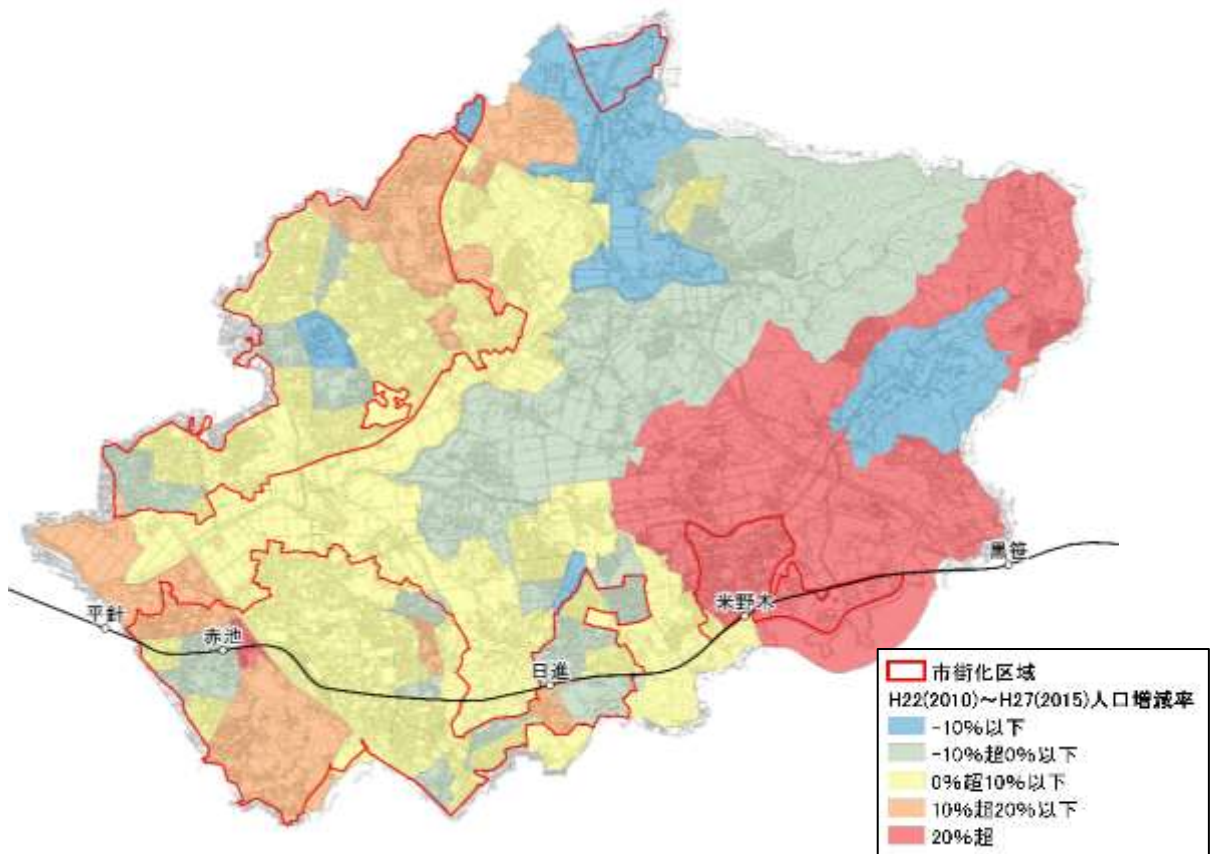 黒笹
米野木
平針
赤池
日進
市街化区域
H22(2010)～H27(2015)人口増減率
-10%以下
-10%超0%以下
0%超10%以下
10%超20%以下
20%超